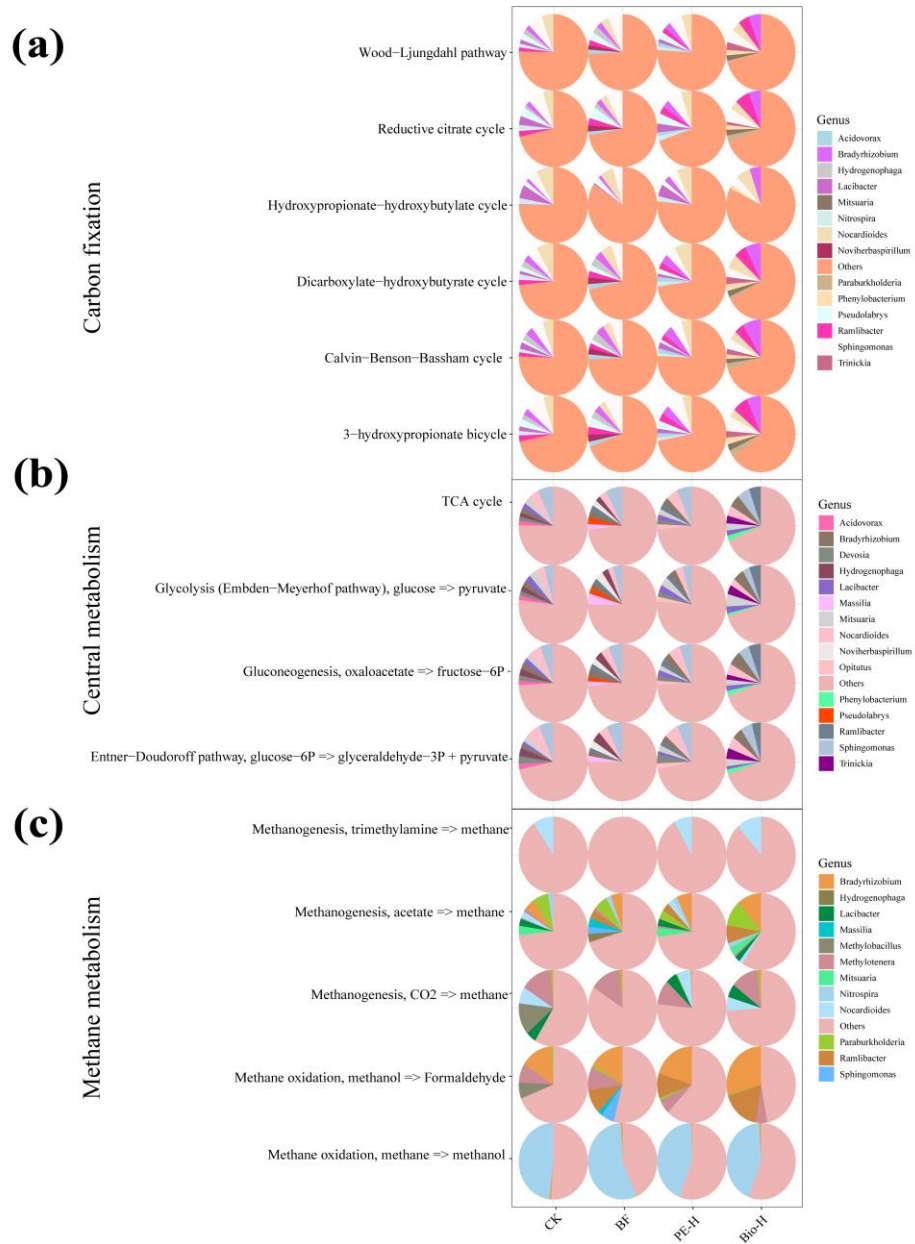 (a)
Carbon fixation
Wood−Ljungdahl pathway
Reductive citrate cycle
Hydroxypropionate−hydroxybutylate cycle
Dicarboxylate−hydroxybutyrate cycle
Calvin−Benson−Bassham cycle
3−hydroxypropionate bicycle
Genus
Acidovorax
Bradyrhizobium
Hydrogenophaga
Lacibacter
Mitsuaria
Nitrospira
Nocardioides
Noviherbaspirillum
Others
Paraburkholderia
Phenylobacterium
Pseudolabrys
Ramlibacter
Sphingomonas
Trinickia
(b)
Central metabolism
TCA cycle
Glycolysis (Embden−Meyerhof pathway), glucose => pyruvate
Gluconeogenesis, oxaloacetate => fructose−6P
Entner−Doudoroff pathway, glucose−6P => glyceraldehyde−3P + pyruvate
Genus
Acidovorax
Bradyrhizobium
Devosia
Hydrogenophaga
Lacibacter
Massilia
Mitsuaria
Nocardioides
Noviherbaspirillum
Opitutus
Others
Phenylobacterium
Pseudolabrys
Ramlibacter
Sphingomonas
Trinickia
(c)
Methane metabolism
Methanogenesis, trimethylamine => methane
Methanogenesis, acetate => methane
Methanogenesis, CO2 => methane
Methane oxidation, methanol => Formaldehyde
Methane oxidation, methane => methanol
Genus
Bradyrhizobium
Hydrogenophaga
Lacibacter
Massilia
Methylobacillus
Methylotenera
Mitsuaria
Nitrospira
Nocardioides
Others
Paraburkholderia
Ramlibacter
Sphingomonas
CK
BF
PE-H
Bio-H